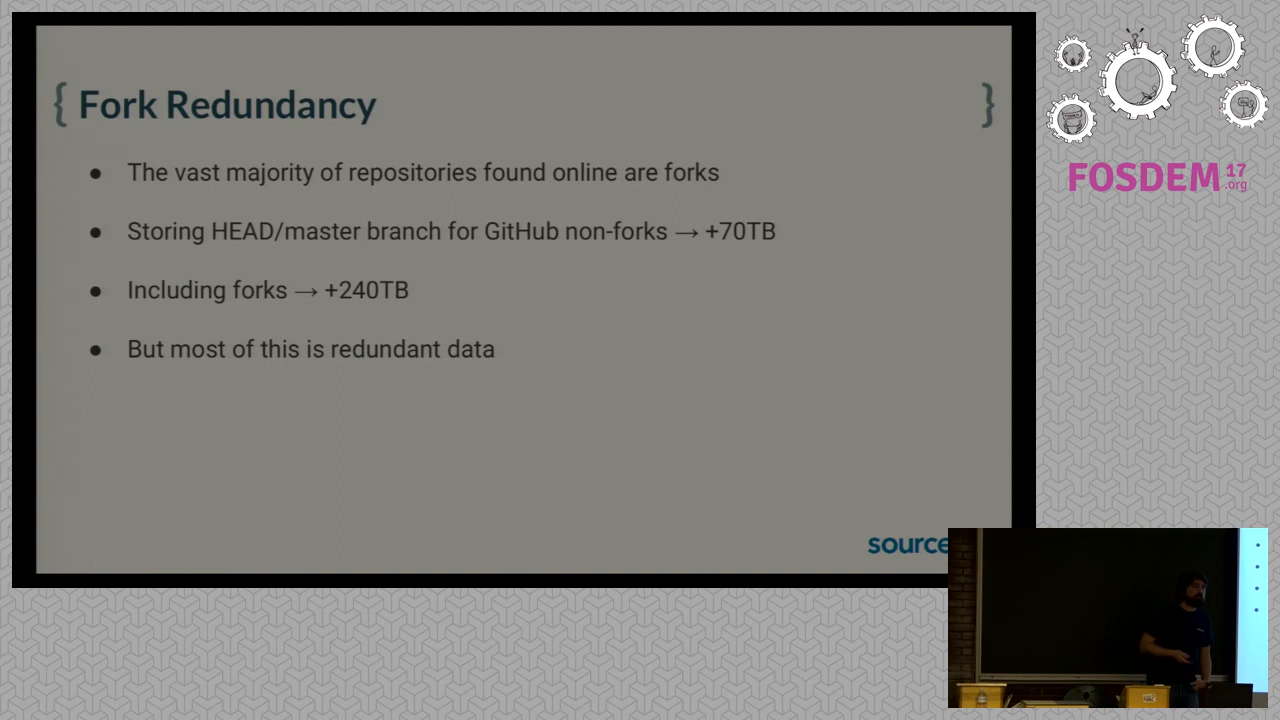 { Fork Redundancy }
● The vast majority of repositories found online are forks
● Storing HEAD/master branch for GitHub non-forks → +70TB
● Including forks → +240TB
● But most of this is redundant data
source
FOSDEM 17
.org